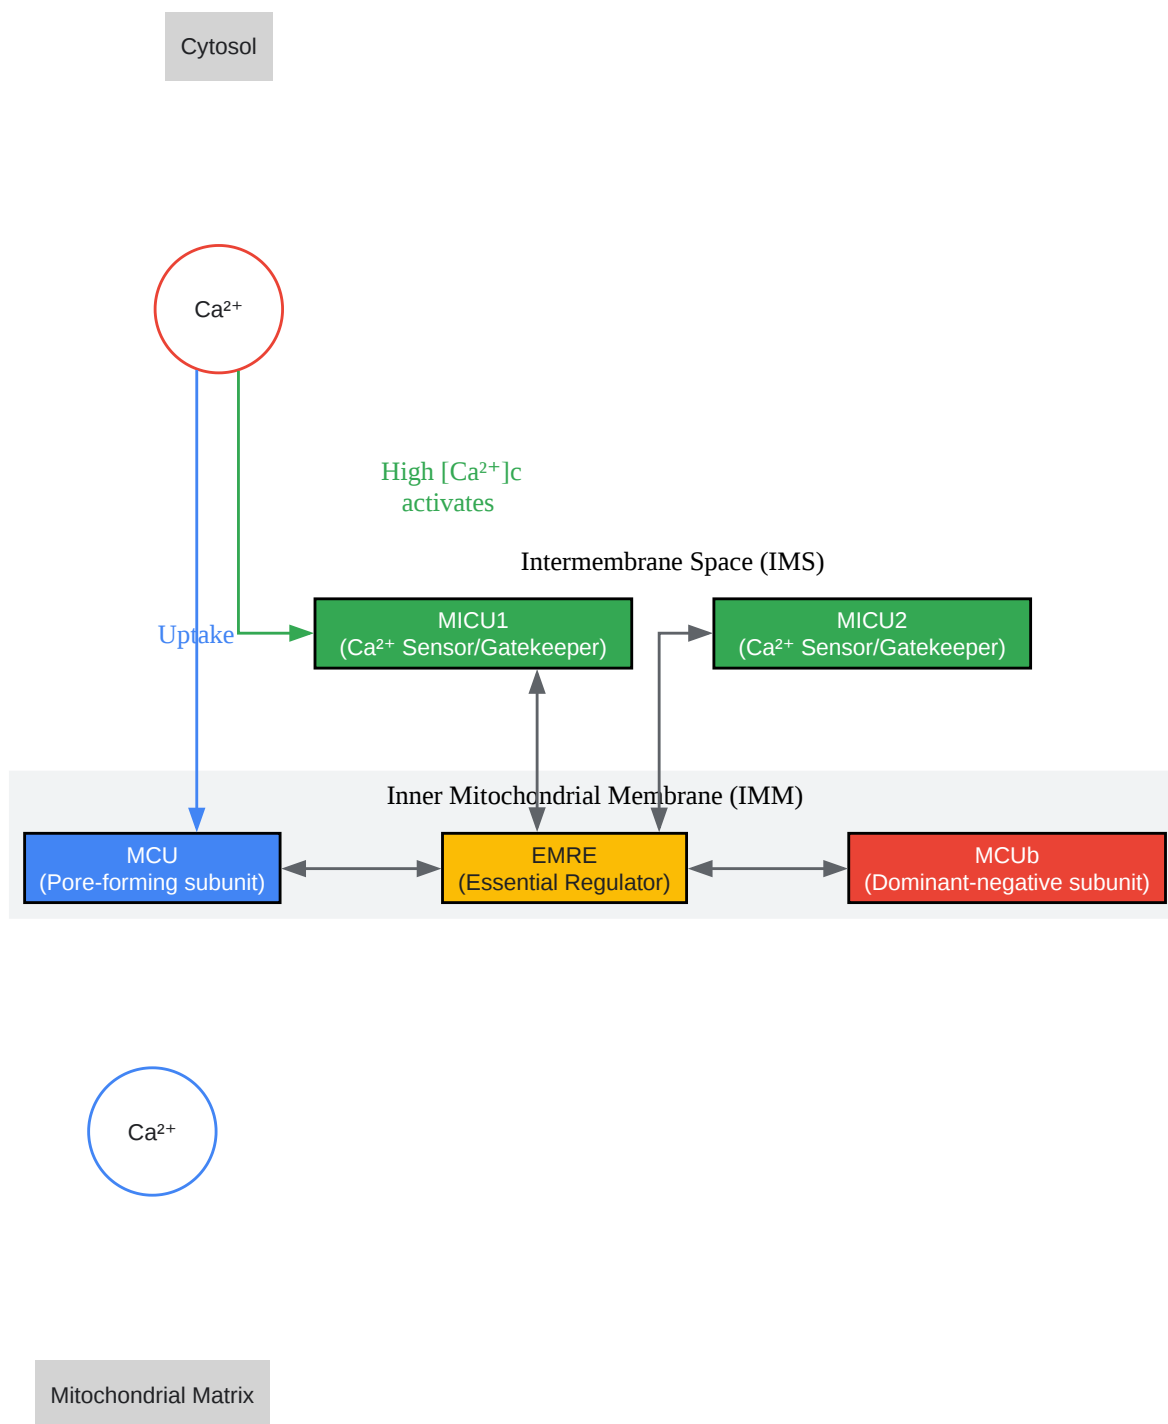 Cytosol
Ca²⁺
High [Ca²⁺]c
activates
Intermembrane Space (IMS)
Uptake
MICU1
(Ca²⁺ Sensor/Gatekeeper)
MICU2
(Ca²⁺ Sensor/Gatekeeper)
Inner Mitochondrial Membrane (IMM)
MCU
(Pore-forming subunit)
EMRE
(Essential Regulator)
MCUb
(Dominant-negative subunit)
Ca²⁺
Mitochondrial Matrix